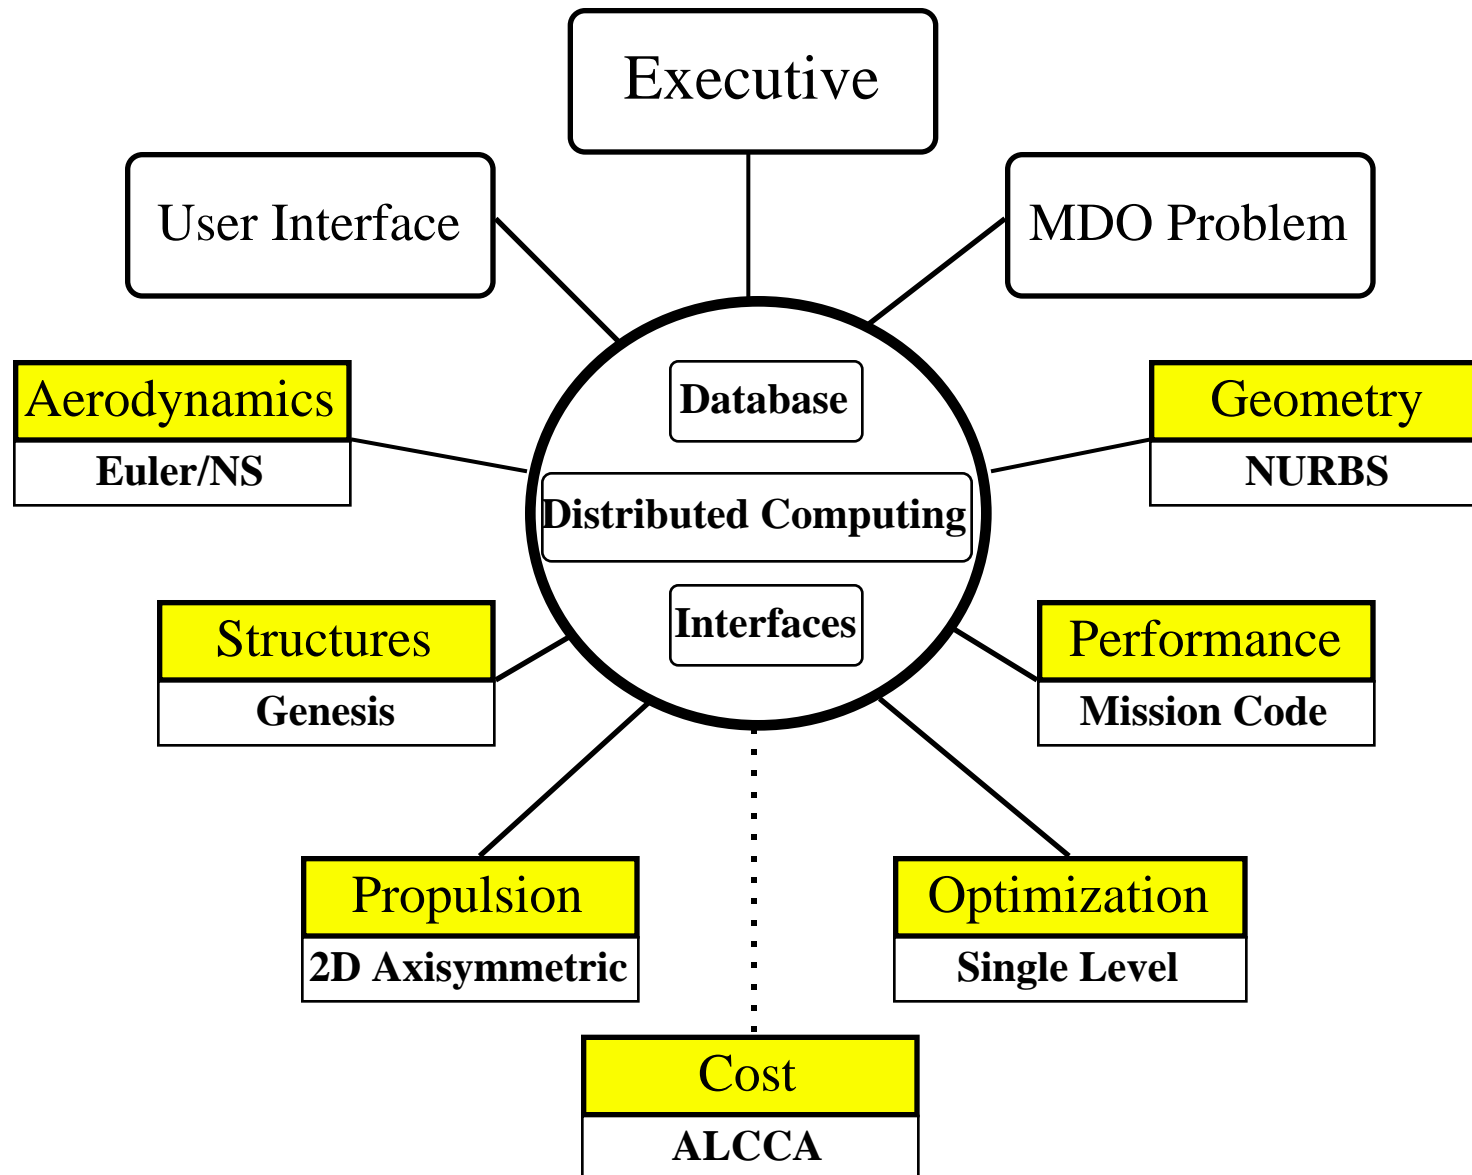 Executive
User Interface
MDO Problem
Database
Aerodynamics
Euler/NS
Geometry
NURBS
Distributed Computing
Interfaces
Structures
Genesis
Performance
Mission Code
Propulsion
2D Axisymmetric
Optimization
Single Level
Cost
ALCCA